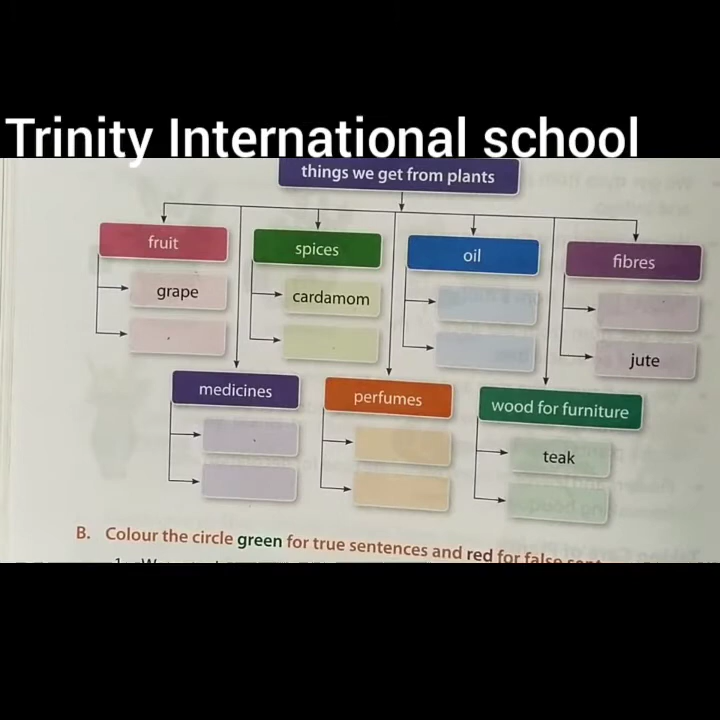 Trinity International school
things we get from plants
fruit
spices
oil
fibres
grape
cardamom
jute
medicines
perfumes
wood for furniture
teak
B. Colour the circle green for true sentences and red for false
1.